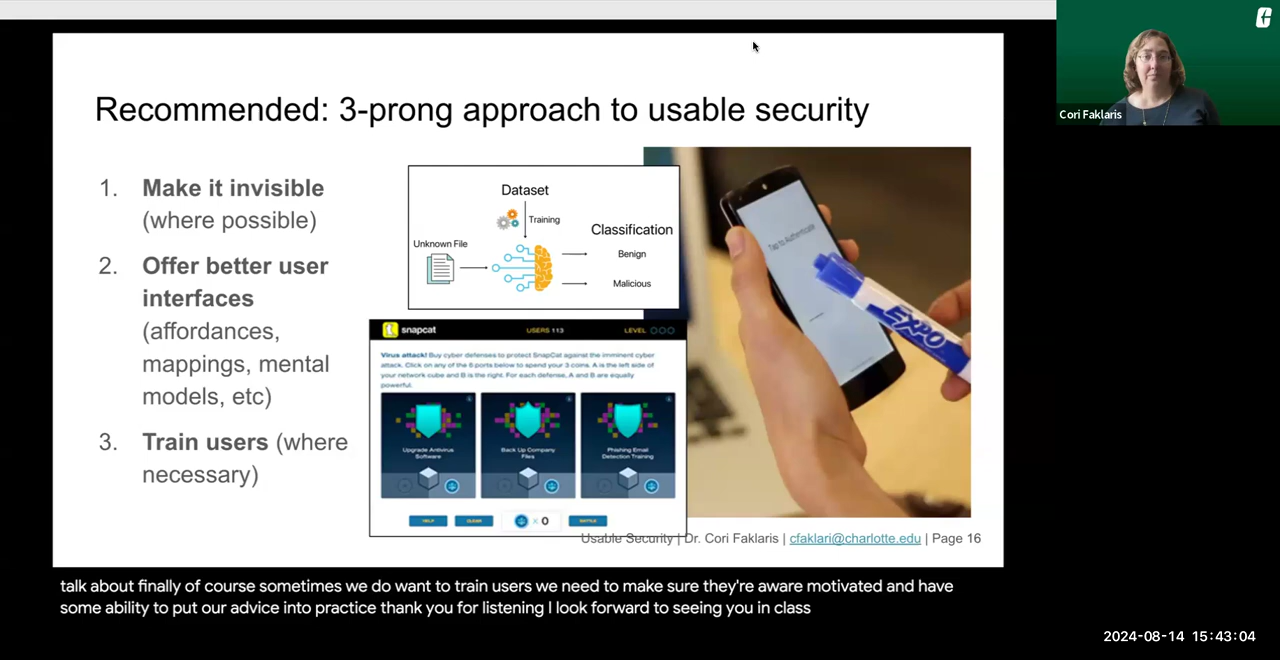 Recommended: 3-prong approach to usable security
1. Make it invisible
(where possible)
2. Offer better user
interfaces
(affordances,
mappings, mental
models, etc)
3. Train users (where
necessary)
Dataset
Training
Classification
Unknown File
Benign
Malicious
snapcat
USERS 113
LEVEL
Virus attack! Buy cyber defenses to protect SnapCat against the imminent cyber
attack. Click on any of the 6 ports below to spend your 3 coins. A is the left side of
your network cube and B is the right. For each defense, A and B are equally
powerful.
Upgrade Antivirus
Software
Back Up Company
Files
Phishing Email
Detection Training
HELP
CLEAR
x 0
BATTLE
Tap to Authenticate
EXPO
Usable Security | Dr. Cori Faklaris | cfaklari@charlotte.edu | Page 16
Cori Faklaris
talk about finally of course sometimes we do want to train users we need to make sure they're aware motivated and have
some ability to put our advice into practice thank you for listening I look forward to seeing you in class
2024-08-14 15:43:04